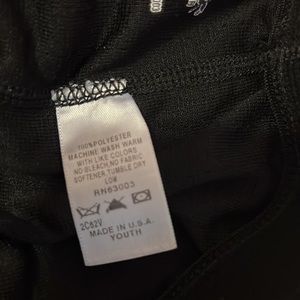 100% POLYESTER
MACHINE WASH WARM
WITH LIKE COLORS
NO BLEACH, NO FABRIC
SOFTENER, TUMBLE DRY
LOW
RN63003
2C52V
MADE IN U.S.A.
YOUTH